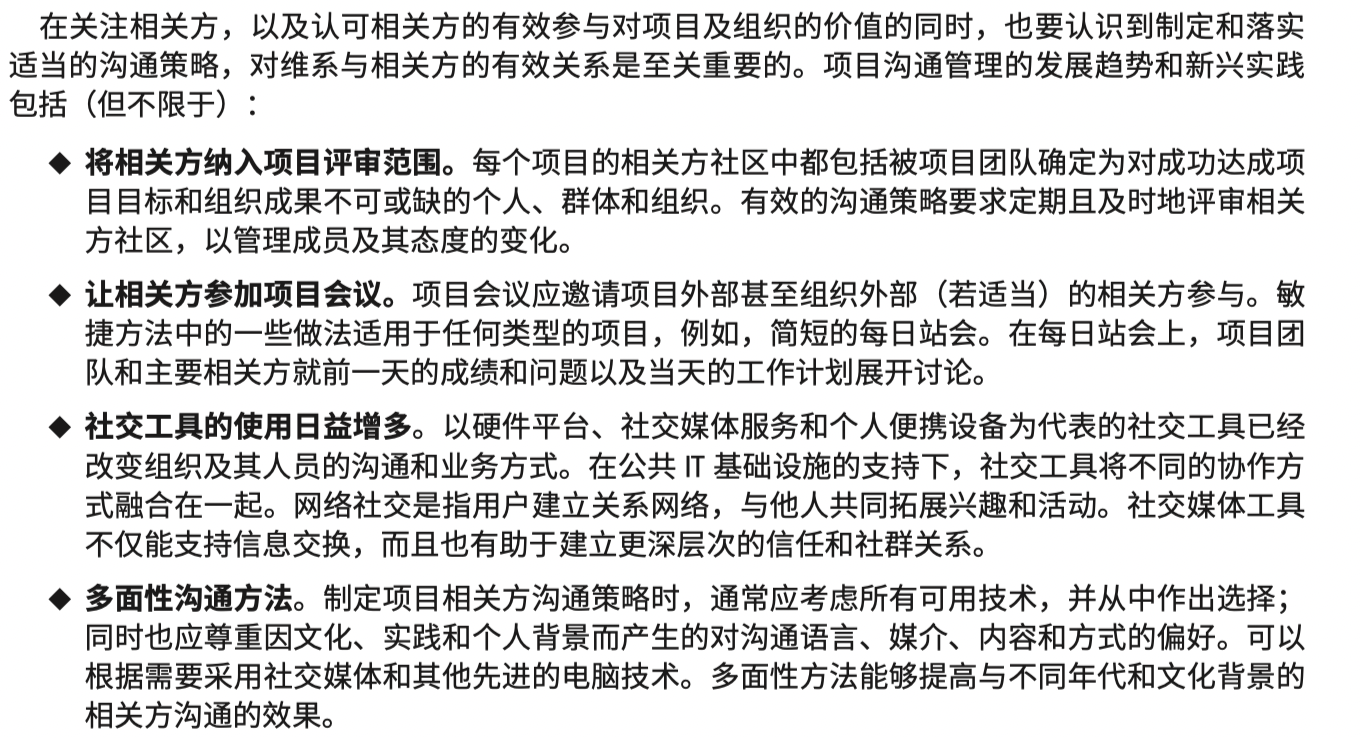 在关注相关方，以及认可相关方的有效参与对项目及组织的价值的同时，也要认识到制定和落实
适当的沟通策略，对维系与相关方的有效关系是至关重要的。项目沟通管理的发展趋势和新兴实践
包括（但不限于）：
◆ 将相关方纳入项目评审范围。每个项目的相关方社区中都包括被项目团队确定为对成功达成项
目目标和组织成果不可或缺的个人、群体和组织。有效的沟通策略要求定期且及时地评审相关
方社区，以管理成员及其态度的变化。
◆ 让相关方参加项目会议。项目会议应邀请项目外部甚至组织外部（若适当）的相关方参与。敏
捷方法中的一些做法适用于任何类型的项目，例如，简短的每日站会。在每日站会上，项目团
队和主要相关方就前一天的成绩和问题以及当天的工作计划展开讨论。
◆ 社交工具的使用日益增多。以硬件平台、社交媒体服务和个人便携设备为代表的社交工具已经
改变组织及其人员的沟通和业务方式。在公共 IT 基础设施的支持下，社交工具将不同的协作方
式融合在一起。网络社交是指用户建立关系网络，与他人共同拓展兴趣和活动。社交媒体工具
不仅能支持信息交换，而且也有助于建立更深层次的信任和社群关系。
◆ 多面性沟通方法。制定项目相关方沟通策略时，通常应考虑所有可用技术，并从中作出选择；
同时也应尊重因文化、实践和个人背景而产生的对沟通语言、媒介、内容和方式的偏好。可以
根据需要采用社交媒体和其他先进的电脑技术。多面性方法能够提高与不同年代和文化背景的
相关方沟通的效果。